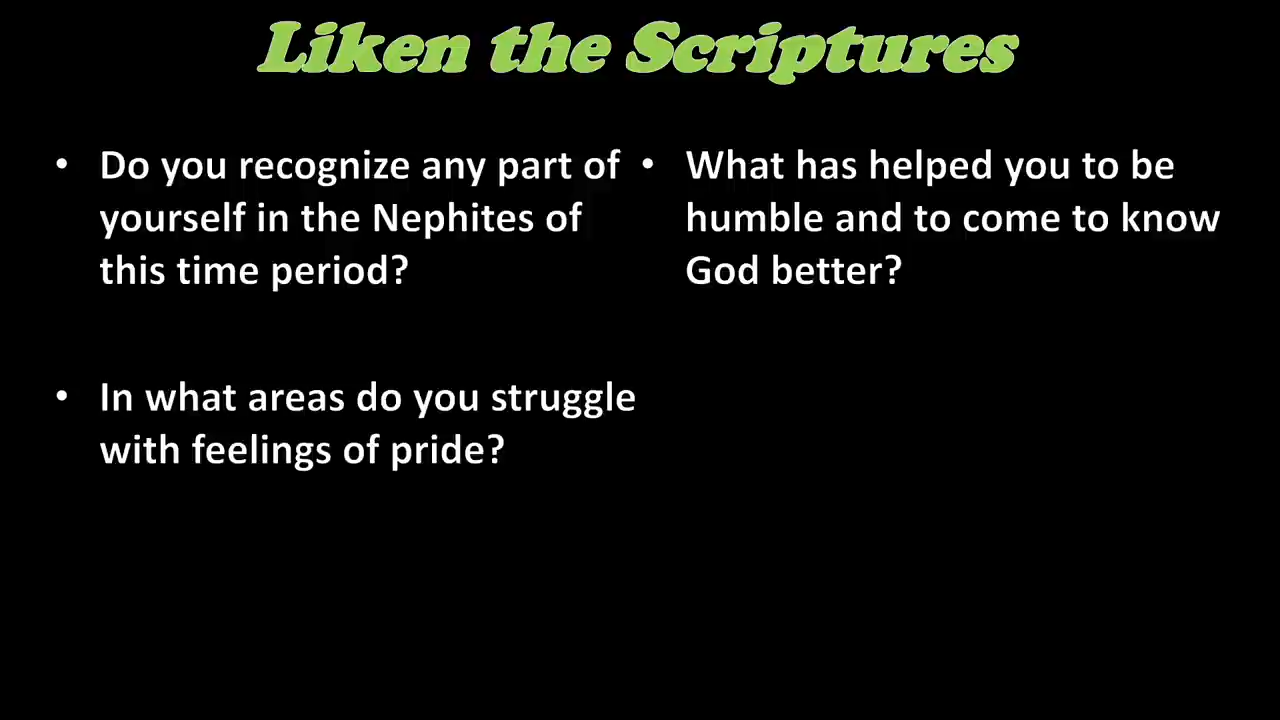 Liken the Scriptures
• Do you recognize any part of
yourself in the Nephites of
this time period?
• In what areas do you struggle
with feelings of pride?
• What has helped you to be
humble and to come to know
God better?